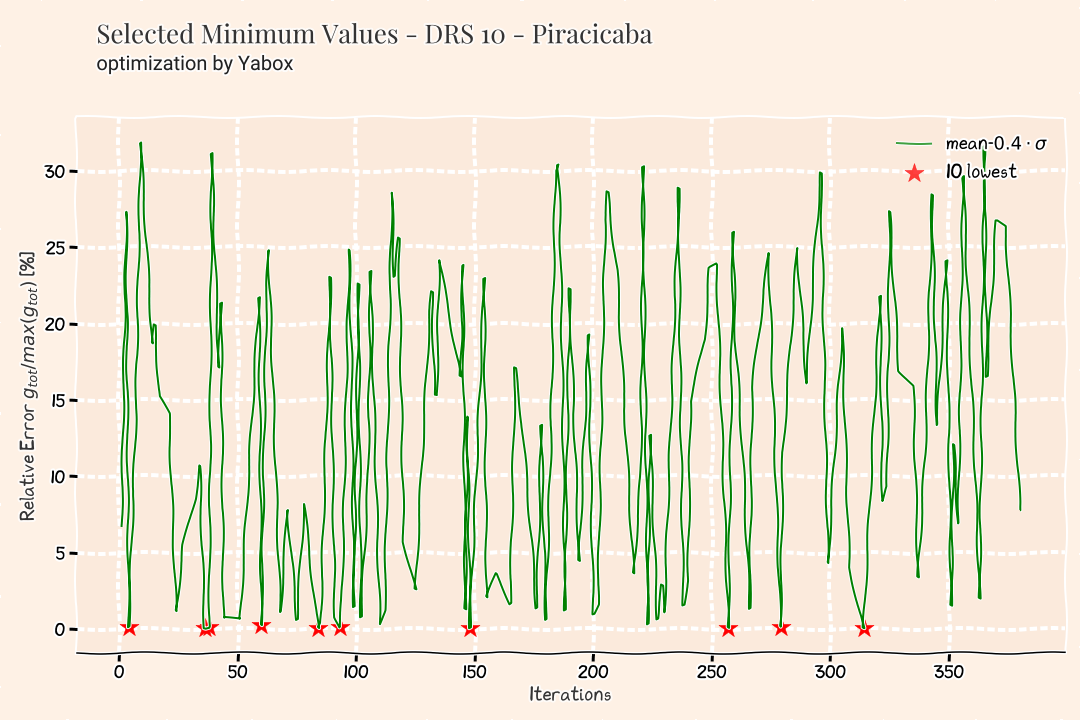 Selected Minimum Values - DRS 10 - Piracicaba
optimization by Yabox
mean-0.4 · σ
10 lowest
Relative Error g_tot/max(g_tot) [%]
30
25
20
15
10
5
0
0 50 100 150 200 250 300 350
Iterations